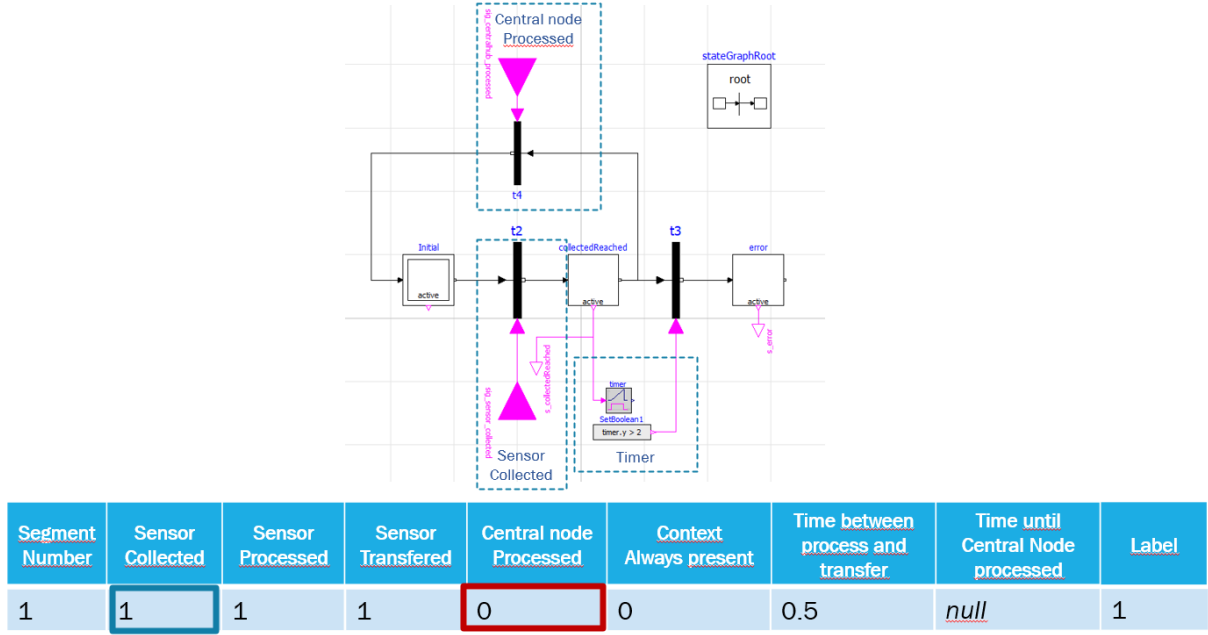 Central node
Processed
sig_centralhub_processed
stateGraphRoot
root
t4
t2
t3
Initial
collectedReached
error
active
active
active
s_error
s_collectedReached
sig_sensor_collected
timer
SetBoolean1
timer.y > 2
Sensor
Collected
Timer
Segment Number Sensor Collected Sensor Processed Sensor Transfered Central node Processed Context Always present Time between process and transfer Time until Central Node processed Label
1 1 1 1 0 0 0.5 null 1